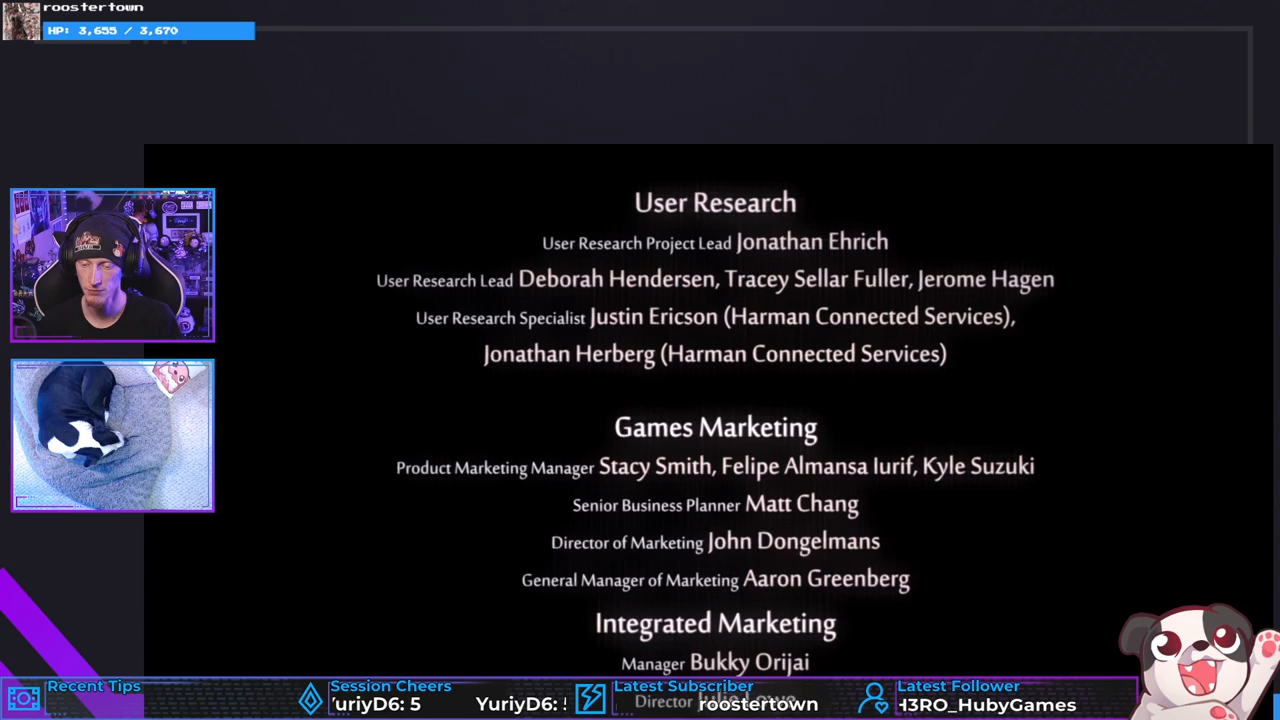 roostertown
HP: 3,655 / 3,670
User Research
User Research Project Lead Jonathan Ehrich
User Research Lead Deborah Hendersen, Tracey Sellar Fuller, Jerome Hagen
User Research Specialist Justin Ericson (Harman Connected Services),
Jonathan Herberg (Harman Connected Services)
Games Marketing
Product Marketing Manager Stacy Smith, Felipe Almansa Iurif, Kyle Suzuki
Senior Business Planner Matt Chang
Director of Marketing John Dongelmans
General Manager of Marketing Aaron Greenberg
Integrated Marketing
Manager Bukky Orijai
Director
Recent Tips
Session Cheers
'uriyD6: 5 YuriyD6: 5
Latest Subscriber
roostertown
Latest Follower
H3RO_HubyGames